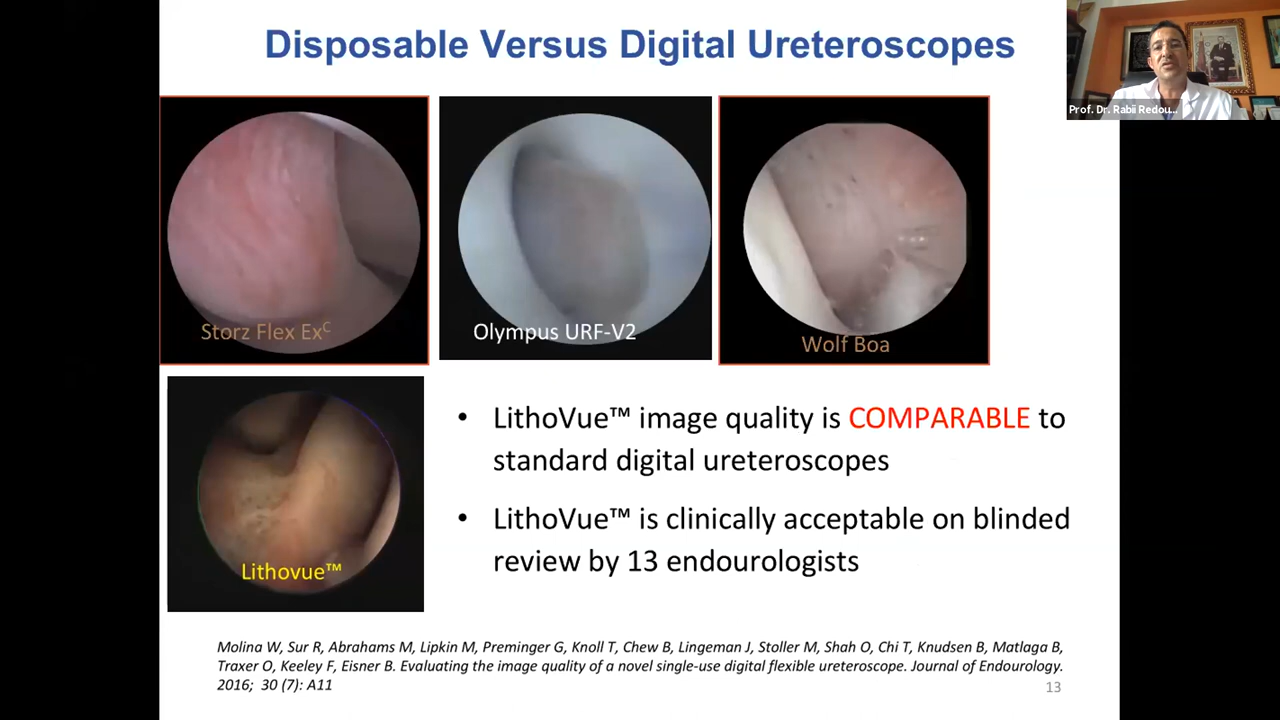 Disposable Versus Digital Ureteroscopes
Prof. Dr. Rabii Redou...
Storz Flex Exᶜ
Olympus URF-V2
Wolf Boa
Lithovue™
• LithoVue™ image quality is COMPARABLE to
standard digital ureteroscopes
• LithoVue™ is clinically acceptable on blinded
review by 13 endourologists
Molina W, Sur R, Abrahams M, Lipkin M, Preminger G, Knoll T, Chew B, Lingeman J, Stoller M, Shah O, Chi T, Knudsen B, Matlaga B,
Traxer O, Keeley F, Eisner B. Evaluating the image quality of a novel single-use digital flexible ureteroscope. Journal of Endourology.
2016; 30 (7): A11
13